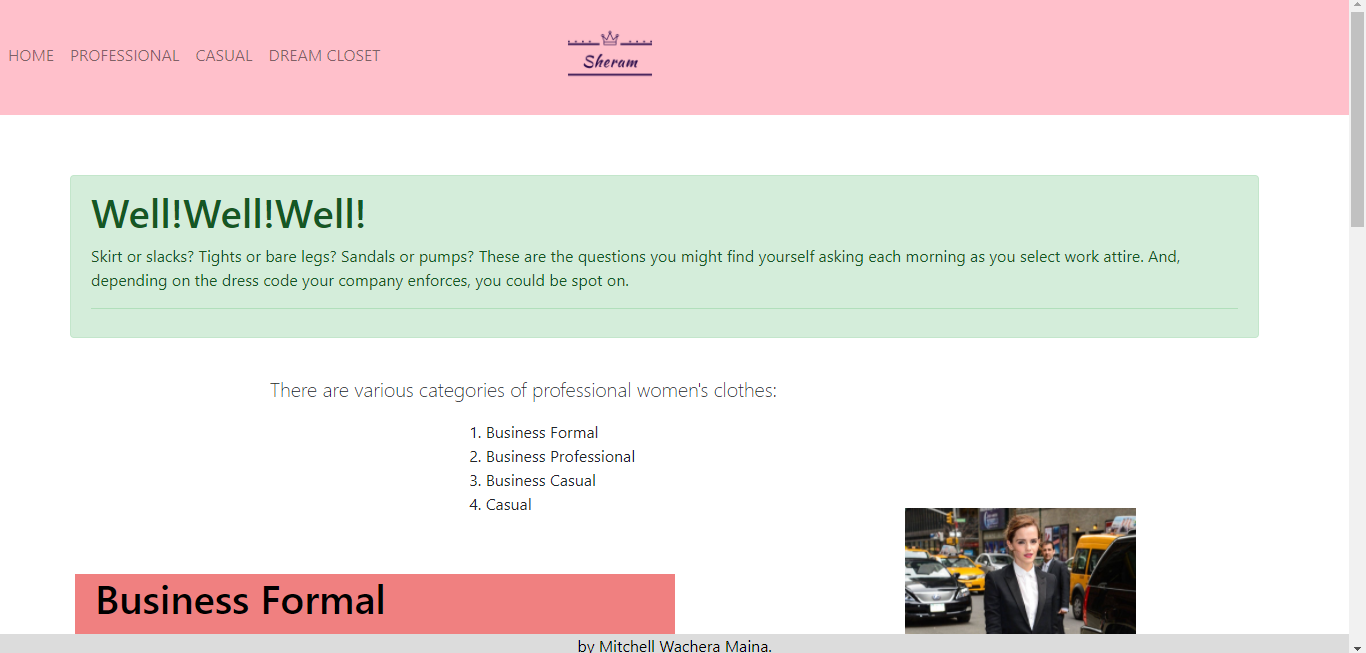 HOME PROFESSIONAL CASUAL DREAM CLOSET
Sheram
Well!Well!Well!
Skirt or slacks? Tights or bare legs? Sandals or pumps? These are the questions you might find yourself asking each morning as you select work attire. And,
depending on the dress code your company enforces, you could be spot on.
There are various categories of professional women's clothes:
1. Business Formal
2. Business Professional
3. Business Casual
4. Casual
Business Formal
by Mitchell Wachera Maina.